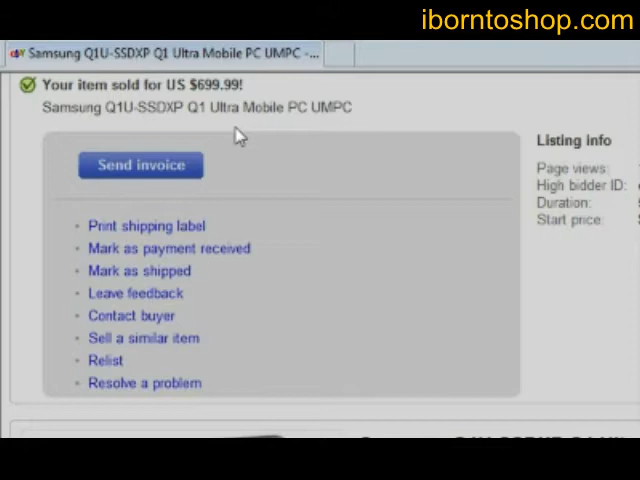 iborntoshop.com
Samsung Q1U-SSDXP Q1 Ultra Mobile PC UMPC -...
Your item sold for US $699.99!
Samsung Q1U-SSDXP Q1 Ultra Mobile PC UMPC
Send invoice
Print shipping label
Mark as payment received
Mark as shipped
Leave feedback
Contact buyer
Sell a similar item
Relist
Resolve a problem
Listing info
Page views:
High bidder ID:
Duration:
Start price: